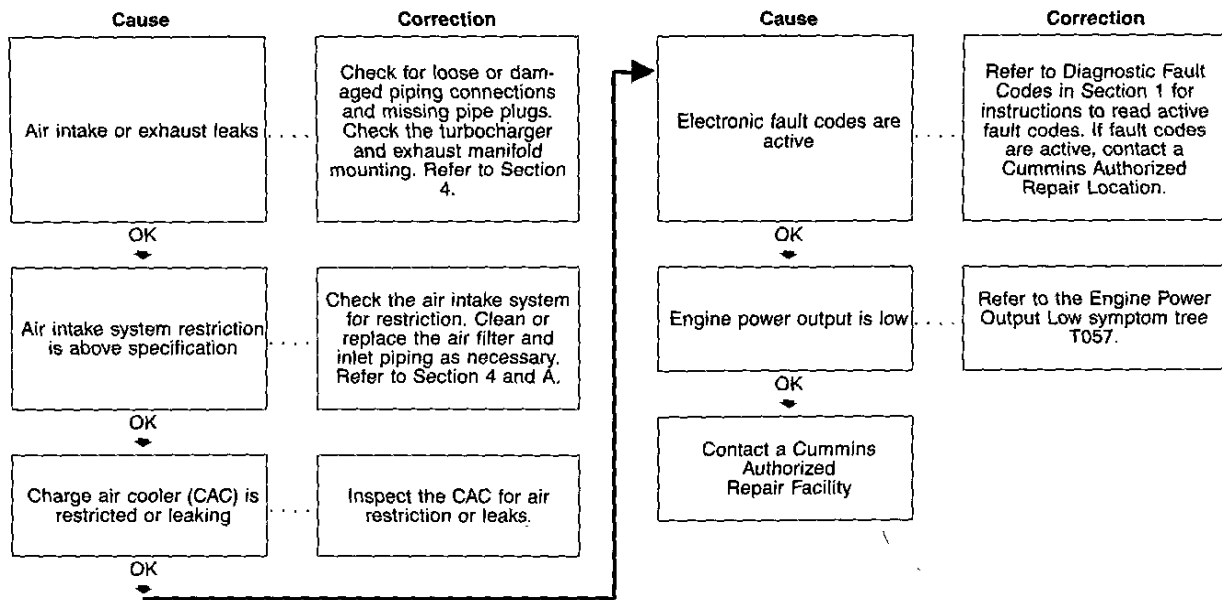 Cause
Correction
Air intake or exhaust leaks
. . . . .
Check for loose or dam-
aged piping connections
and missing pipe plugs.
Check the turbocharger
and exhaust manifold
mounting. Refer to Section
4.
OK
Air intake system restriction
is above specification
. . . .
Check the air intake system
for restriction. Clean or
replace the air filter and
inlet piping as necessary.
Refer to Section 4 and A.
OK
Charge air cooler (CAC) is
restricted or leaking
. . . .
Inspect the CAC for air
restriction or leaks.
OK
Cause
Correction
Electronic fault codes are
active
. . . .
Refer to Diagnostic Fault
Codes in Section 1 for
instructions to read active
fault codes. If fault codes
are active, contact a
Cummins Authorized
Repair Location.
OK
Engine power output is low
. . . . .
Refer to the Engine Power
Output Low symptom tree
T057.
OK
Contact a Cummins
Authorized
Repair Facility